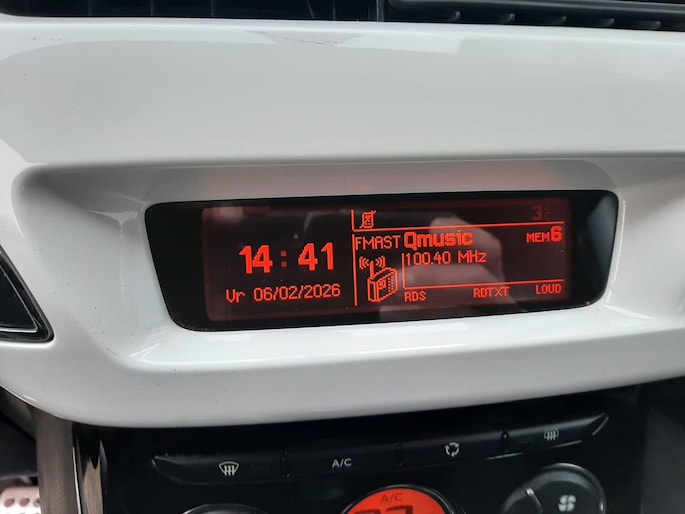 14:41
Vr 06/02/2026
FMAST Qmusic MEM6
100.40 MHz
RDS RDTXT LOUD
A/C
A/C